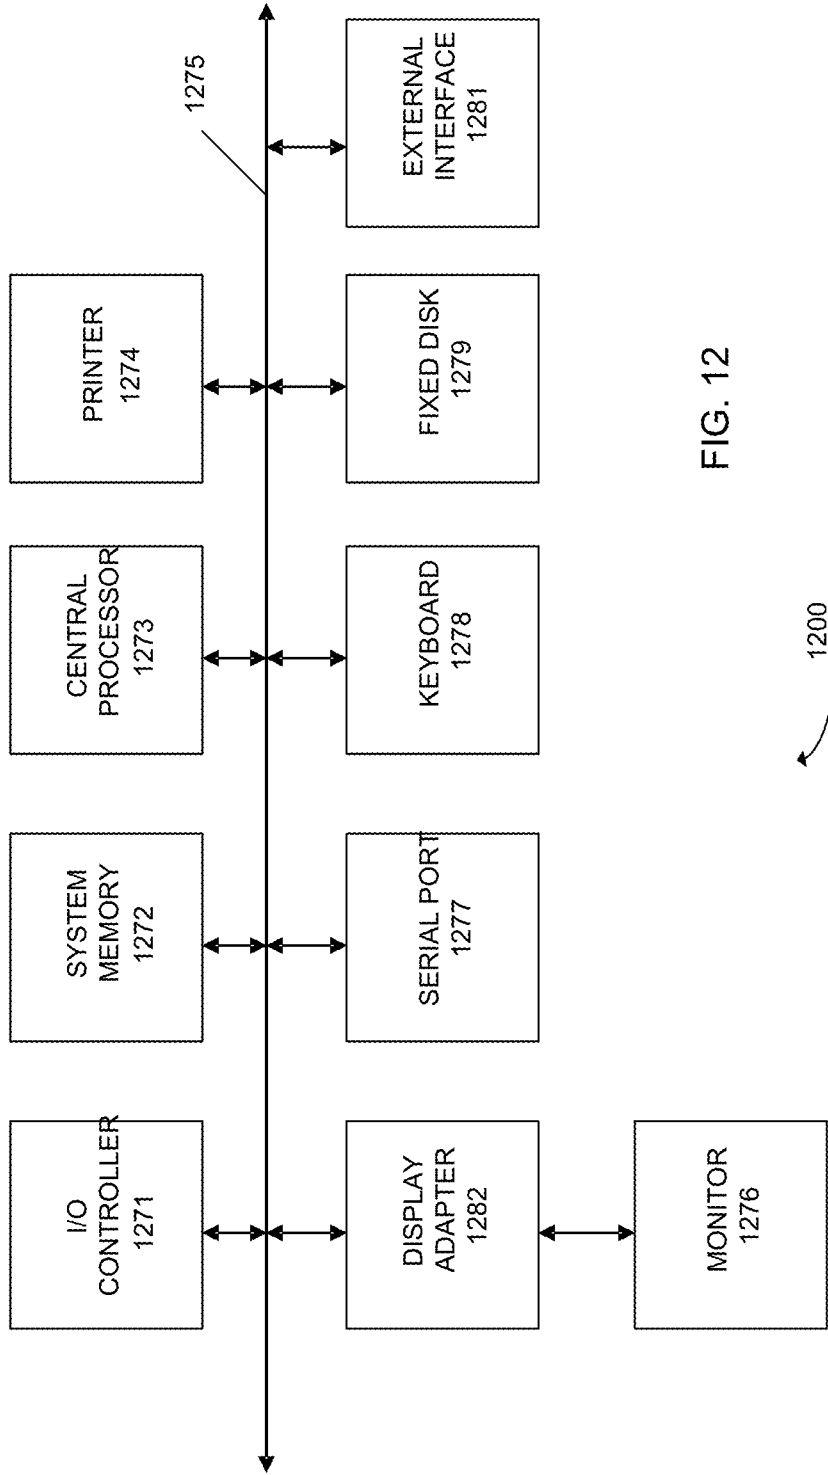 I/O
CONTROLLER
1271
SYSTEM
MEMORY
1272
CENTRAL
PROCESSOR
1273
PRINTER
1274
1275
DISPLAY
ADAPTER
1282
SERIAL PORT
1277
KEYBOARD
1278
FIXED DISK
1279
EXTERNAL
INTERFACE
1281
MONITOR
1276
FIG. 12
1200